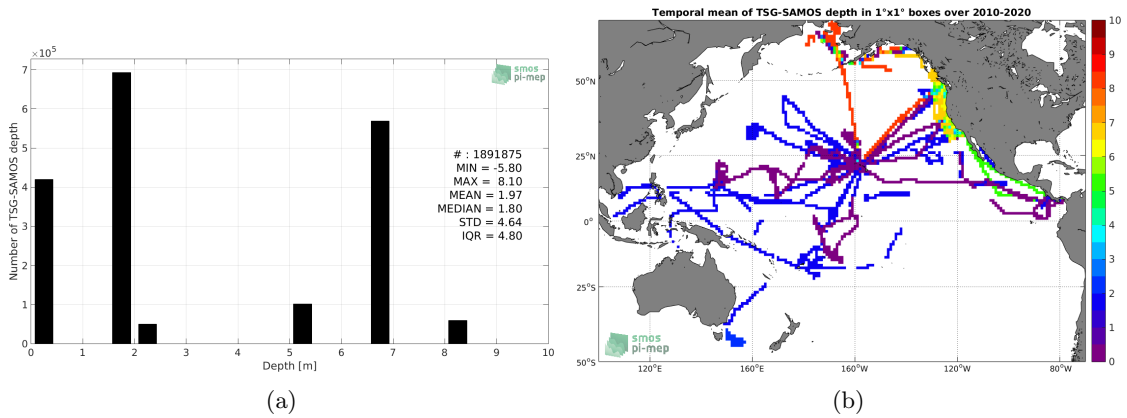 ×10⁵
7
6
5
4
3
2
1
0
Number of TSG-SAMOS depth
smos
pi-mep
# : 1891875
MIN = -5.80
MAX = 8.10
MEAN = 1.97
MEDIAN = 1.80
STD = 4.64
IQR = 4.80
0 1 2 3 4 5 6 7 8 9 10
Depth [m]
(a)
Temporal mean of TSG-SAMOS depth in 1°x1° boxes over 2010-2020
50°N
25°N
0°
25°S
50°S
120°E
160°E
160°W
120°W
80°W
smos
pi-mep
10
9
8
7
6
5
4
3
2
1
0
(b)